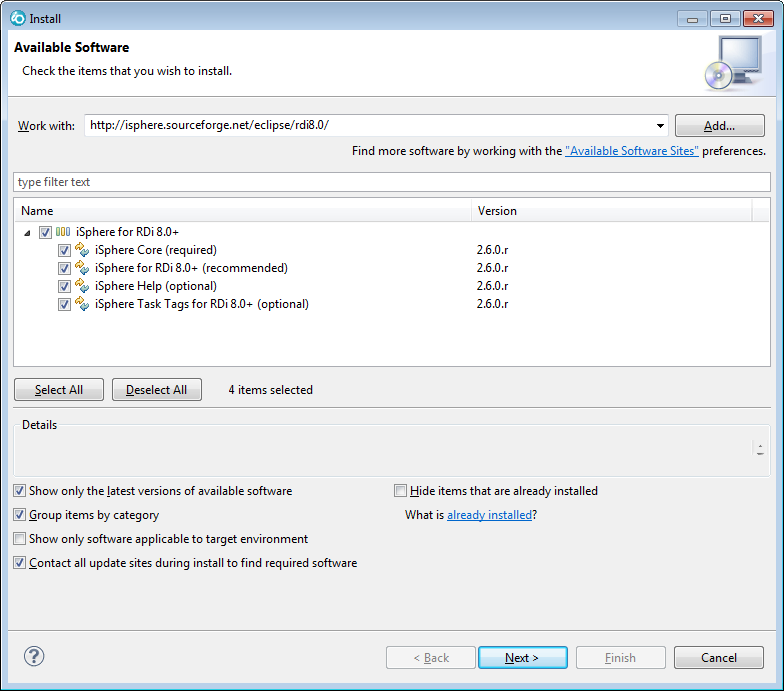 Install
Available Software
Check the items that you wish to install.
Work with: http://isphere.sourceforge.net/eclipse/rdi8.0/ Add...
Find more software by working with the "Available Software Sites" preferences.
type filter text
Name Version
iSphere for RDi 8.0+
iSphere Core (required) 2.6.0.r
iSphere for RDi 8.0+ (recommended) 2.6.0.r
iSphere Help (optional) 2.6.0.r
iSphere Task Tags for RDi 8.0+ (optional) 2.6.0.r
Select All Deselect All 4 items selected
Details
Show only the latest versions of available software Hide items that are already installed
Group items by category What is already installed?
Show only software applicable to target environment
Contact all update sites during install to find required software
? < Back Next > Finish Cancel